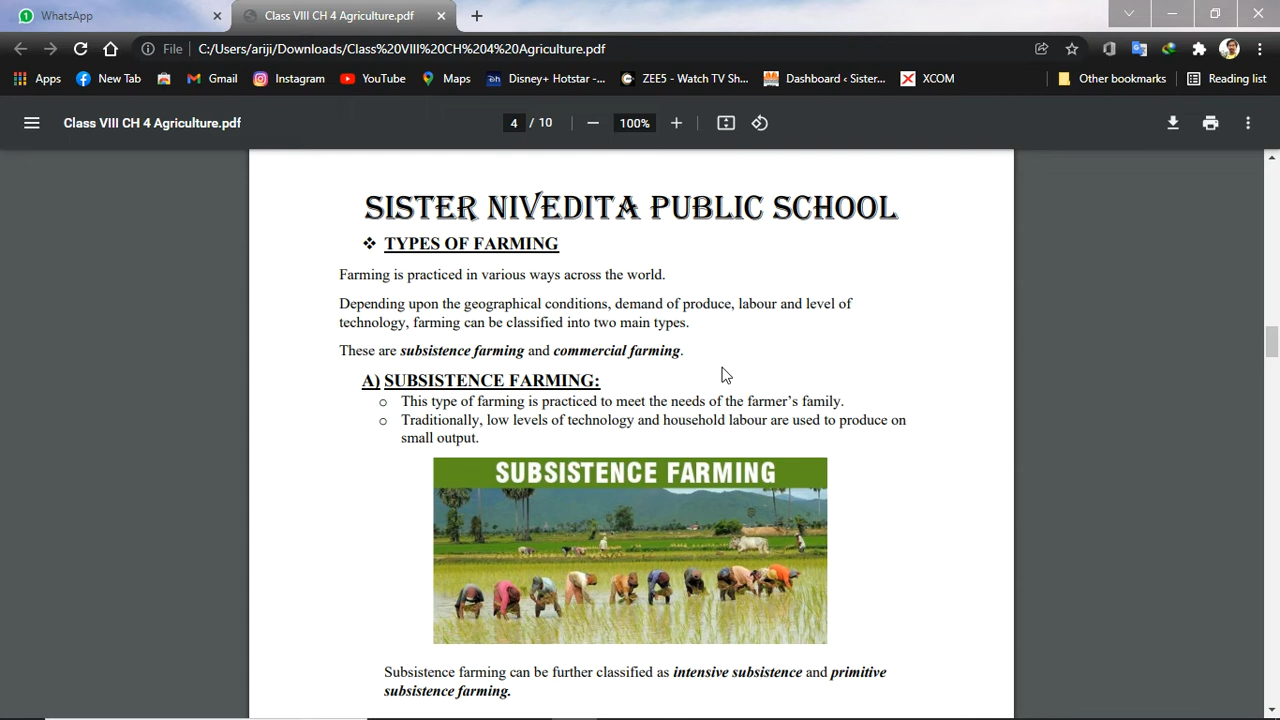 WhatsApp
Class VIII CH 4 Agriculture.pdf
File
C:/Users/ariji/Downloads/Class%20VIII%20CH%204%20Agriculture.pdf
Apps
New Tab
Gmail
Instagram
YouTube
Maps
Disney+ Hotstar -...
ZEE5 - Watch TV Sh...
Dashboard ‹ Sister...
XCOM
Other bookmarks
Reading list
Class VIII CH 4 Agriculture.pdf
4 / 10
100%
SISTER NIVEDITA PUBLIC SCHOOL
❖ TYPES OF FARMING
Farming is practiced in various ways across the world.
Depending upon the geographical conditions, demand of produce, labour and level of
technology, farming can be classified into two main types.
These are subsistence farming and commercial farming.
A) SUBSISTENCE FARMING:
o This type of farming is practiced to meet the needs of the farmer’s family.
o Traditionally, low levels of technology and household labour are used to produce on
small output.
SUBSISTENCE FARMING
Subsistence farming can be further classified as intensive subsistence and primitive
subsistence farming.